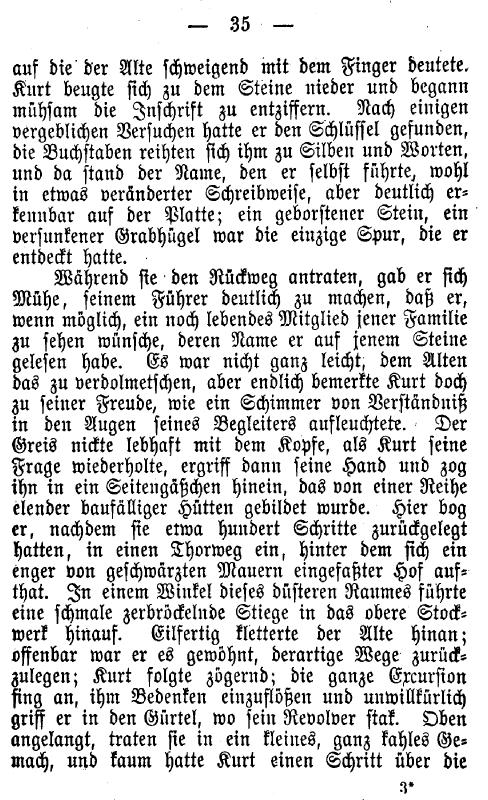 — 35 —
auf die der Alte schweigend mit dem Finger deutete.
Kurt beugte sich zu dem Steine nieder und begann
mühsam die Inschrift zu entziffern. Nach einigen
vergeblichen Versuchen hatte er den Schlüssel gefunden,
die Buchstaben reihten sich ihm zu Silben und Worten,
und da stand der Name, den er selbst führte, wohl
in etwas veränderter Schreibweise, aber deutlich er-
kennbar auf der Platte; ein geborstener Stein, ein
versunkener Grabhügel war die einzige Spur, die er
entdeckt hatte.
Während sie den Rückweg antraten, gab er sich
Mühe, seinem Führer deutlich zu machen, daß er,
wenn möglich, ein noch lebendes Mitglied jener Familie
zu sehen wünsche, deren Name er auf jenem Steine
gelesen habe. Es war nicht ganz leicht, dem Alten
das zu verdolmetschen, aber endlich bemerkte Kurt doch
zu seiner Freude, wie ein Schimmer von Verständniß
in den Augen seines Begleiters aufleuchtete. Der
Greis nickte lebhaft mit dem Kopfe, als Kurt seine
Frage wiederholte, ergriff dann seine Hand und zog
ihn in ein Seitengäßchen hinein, das von einer Reihe
elender baufälliger Hütten gebildet wurde. Hier bog
er, nachdem sie etwa hundert Schritte zurückgelegt
hatten, in einen Thorweg ein, hinter dem sich ein
enger von geschwärzten Mauern eingefaßter Hof auf-
that. In einem Winkel dieses düsteren Raumes führte
eine schmale zerbröckelnde Stiege in das obere Stock-
werk hinauf. Eilfertig kletterte der Alte hinan;
offenbar war er es gewöhnt, derartige Wege zurück-
zulegen; Kurt folgte zögernd; die ganze Excursion
fing an, ihm Bedenken einzuflößen und unwillkürlich
griff er in den Gürtel, wo sein Revolver stak. Oben
angelangt, traten sie in ein kleines, ganz kahles Ge-
mach, und kaum hatte Kurt einen Schritt über die
3*